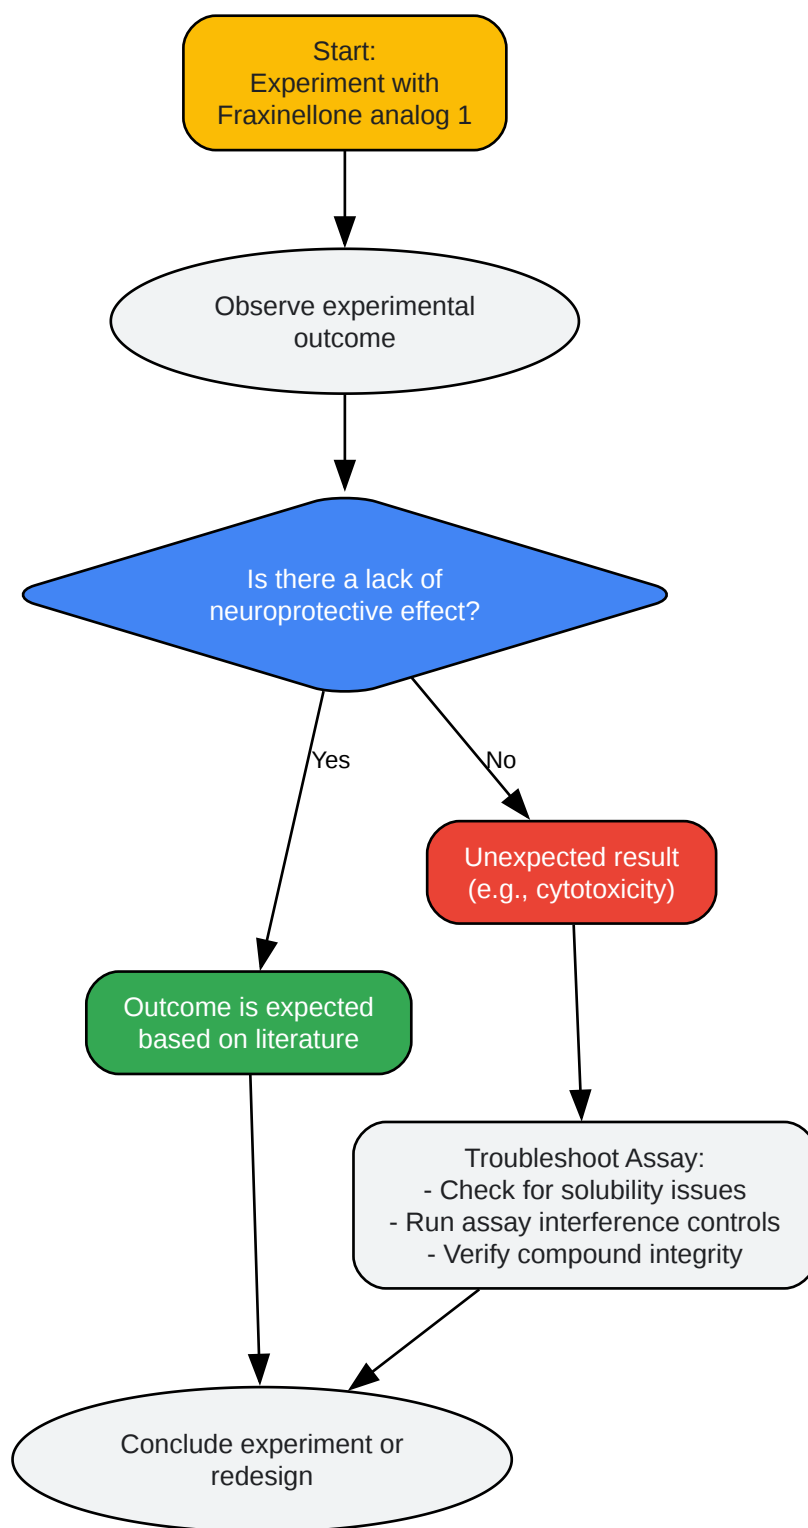 Start:
Experiment with
Fraxinellone analog 1
Observe experimental
outcome
Is there a lack of
neuroprotective effect?
Yes
No
Unexpected result
(e.g., cytotoxicity)
Outcome is expected
based on literature
Troubleshoot Assay:
- Check for solubility issues
- Run assay interference controls
- Verify compound integrity
Conclude experiment or
redesign